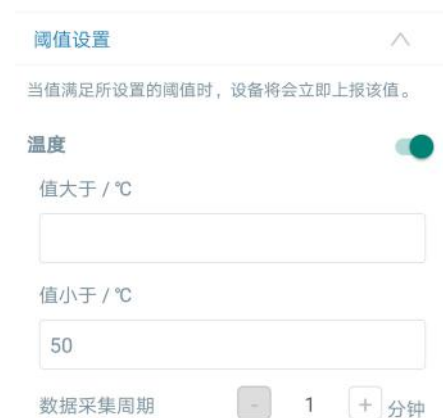 阈值设置
当值满足所设置的阈值时，设备将会立即上报该值。
温度
值大于 / ℃
值小于 / ℃
50
数据采集周期 - 1 + 分钟